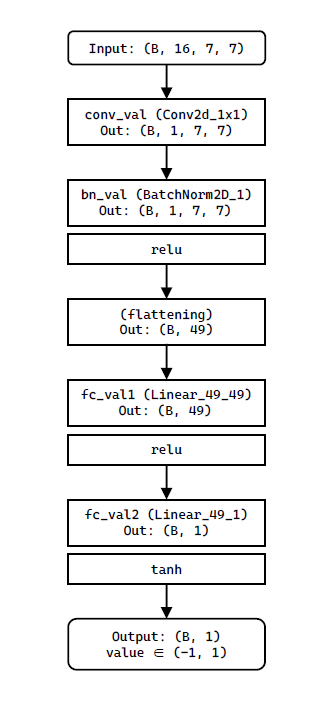 Input: (B, 16, 7, 7)
conv_val (Conv2d_1x1)
Out: (B, 1, 7, 7)
bn_val (BatchNorm2D_1)
Out: (B, 1, 7, 7)
relu
(flattening)
Out: (B, 49)
fc_val1 (Linear_49_49)
Out: (B, 49)
relu
fc_val2 (Linear_49_1)
Out: (B, 1)
tanh
Output: (B, 1)
value ∈ (−1, 1)